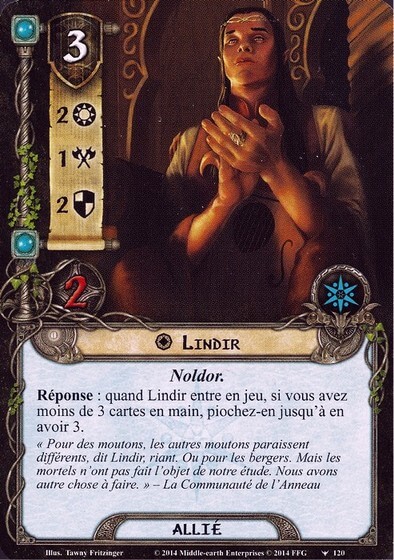 3
2
1
2
2
LINDIR
Noldor.
Réponse : quand Lindir entre en jeu, si vous avez
moins de 3 cartes en main, piochez-en jusqu'à en
avoir 3.
« Pour des moutons, les autres moutons paraissent
différents, dit Lindir, riant. Ou pour les bergers. Mais les
mortels n'ont pas fait l'objet de notre étude. Nous avons
autre chose à faire. » – La Communauté de l'Anneau
ALLIÉ
Illus. Tawny Fritzinger © 2014 Middle-earth Enterprises © 2014 FFG 120